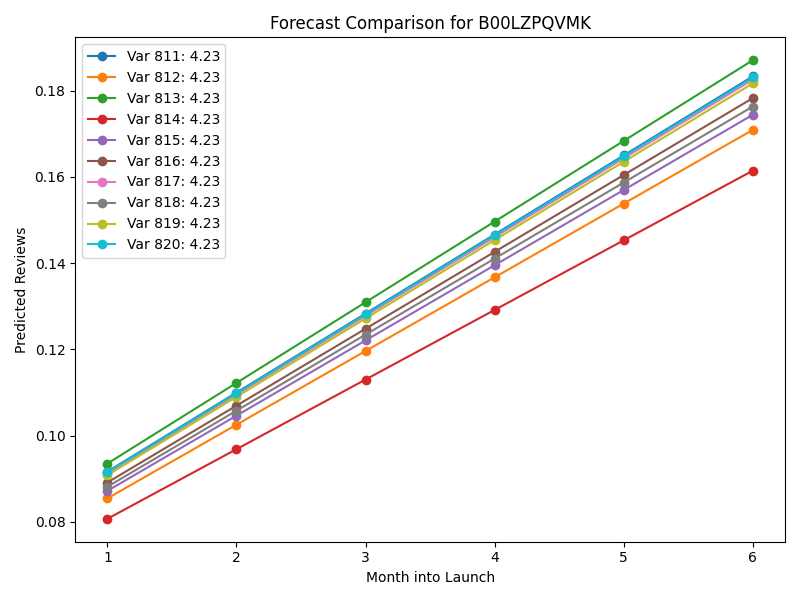 Forecast Comparison for B00LZPQVMK
Var 811: 4.23
Var 812: 4.23
Var 813: 4.23
Var 814: 4.23
Var 815: 4.23
Var 816: 4.23
Var 817: 4.23
Var 818: 4.23
Var 819: 4.23
Var 820: 4.23
Predicted Reviews
0.18
0.16
0.14
0.12
0.10
0.08
1 2 3 4 5 6
Month into Launch